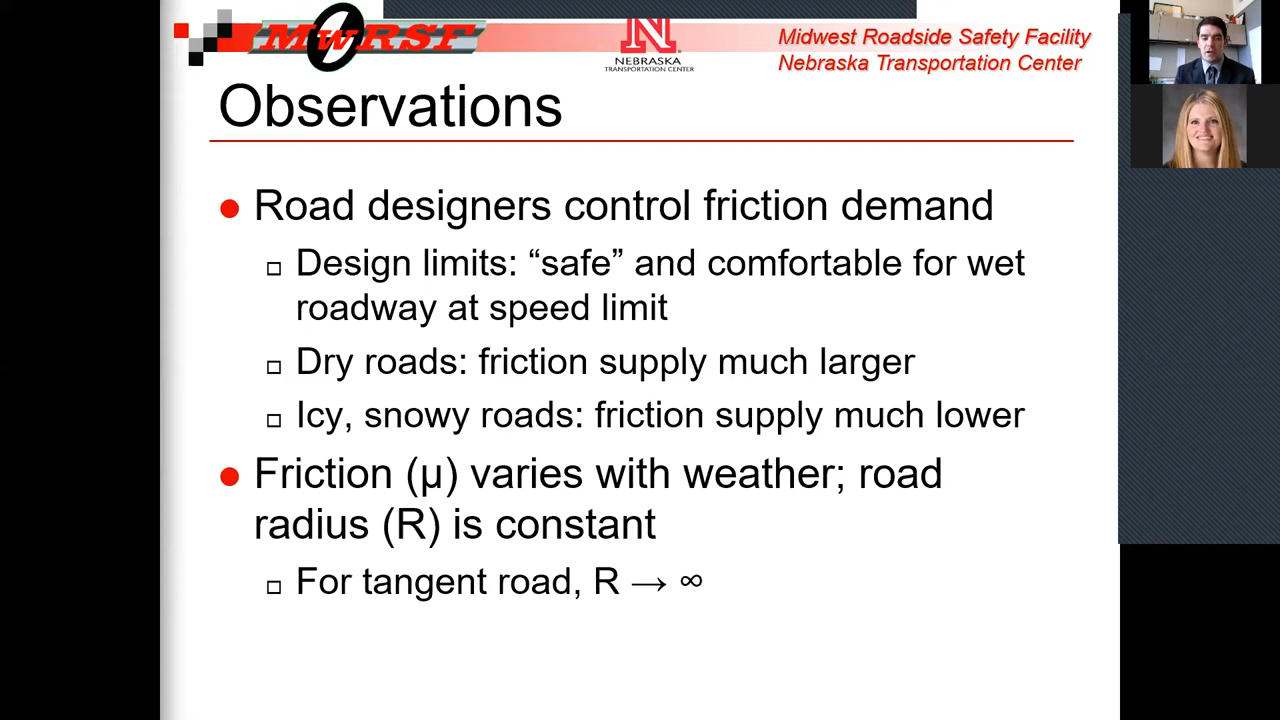 MwRSF
N
NEBRASKA
TRANSPORTATION CENTER
Midwest Roadside Safety Facility
Nebraska Transportation Center
Observations
Road designers control friction demand
Design limits: “safe” and comfortable for wet
roadway at speed limit
Dry roads: friction supply much larger
Icy, snowy roads: friction supply much lower
Friction (μ) varies with weather; road
radius (R) is constant
For tangent road, R → ∞